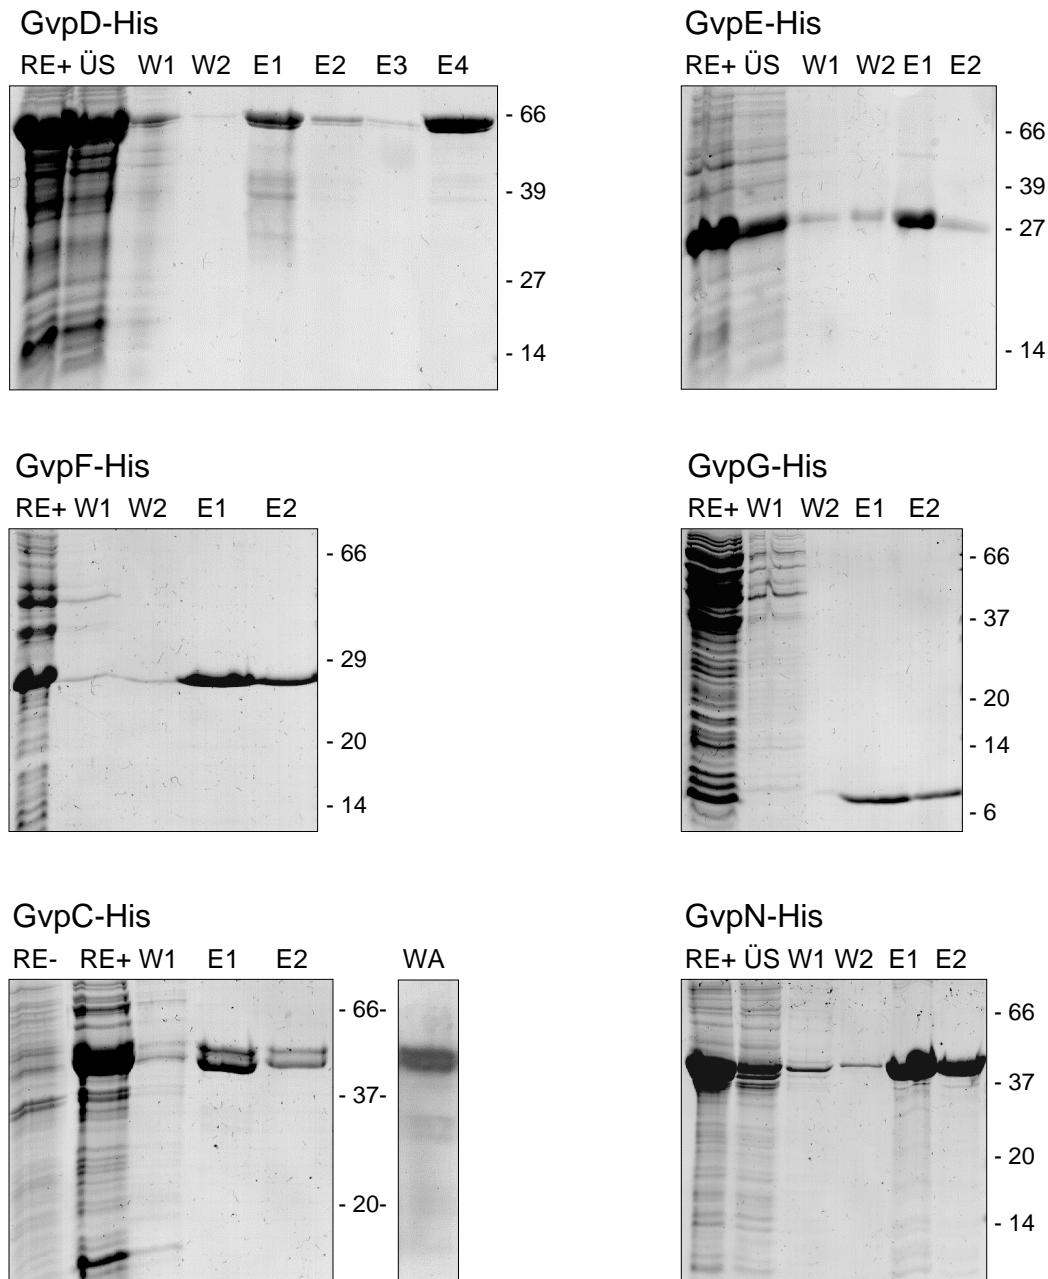 GvpD-His
RE+ ÜS W1 W2 E1 E2 E3 E4
- 66
- 39
- 27
- 14
GvpE-His
RE+ ÜS W1 W2 E1 E2
- 66
- 39
- 27
- 14
GvpF-His
RE+ W1 W2 E1 E2
- 66
- 29
- 20
- 14
GvpG-His
RE+ W1 W2 E1 E2
- 66
- 37
- 20
- 14
- 6
GvpC-His
RE- RE+ W1 E1 E2 WA
- 66-
- 37-
- 20-
GvpN-His
RE+ ÜS W1 W2 E1 E2
- 66
- 37
- 20
- 14